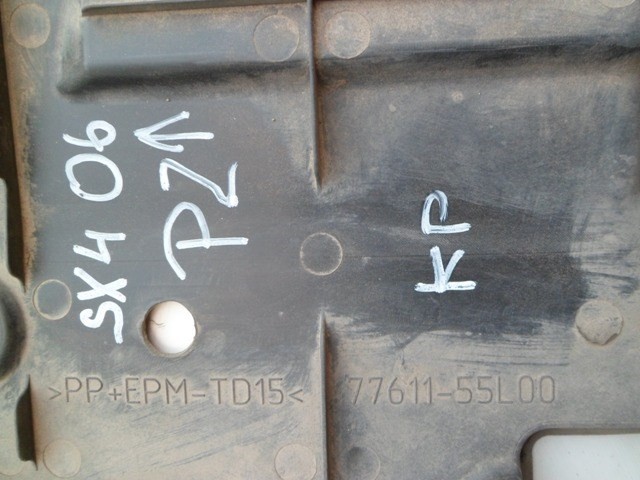 SX4 06
PZ↑
KP
>PP+EPM-TD15<
77611-55L00